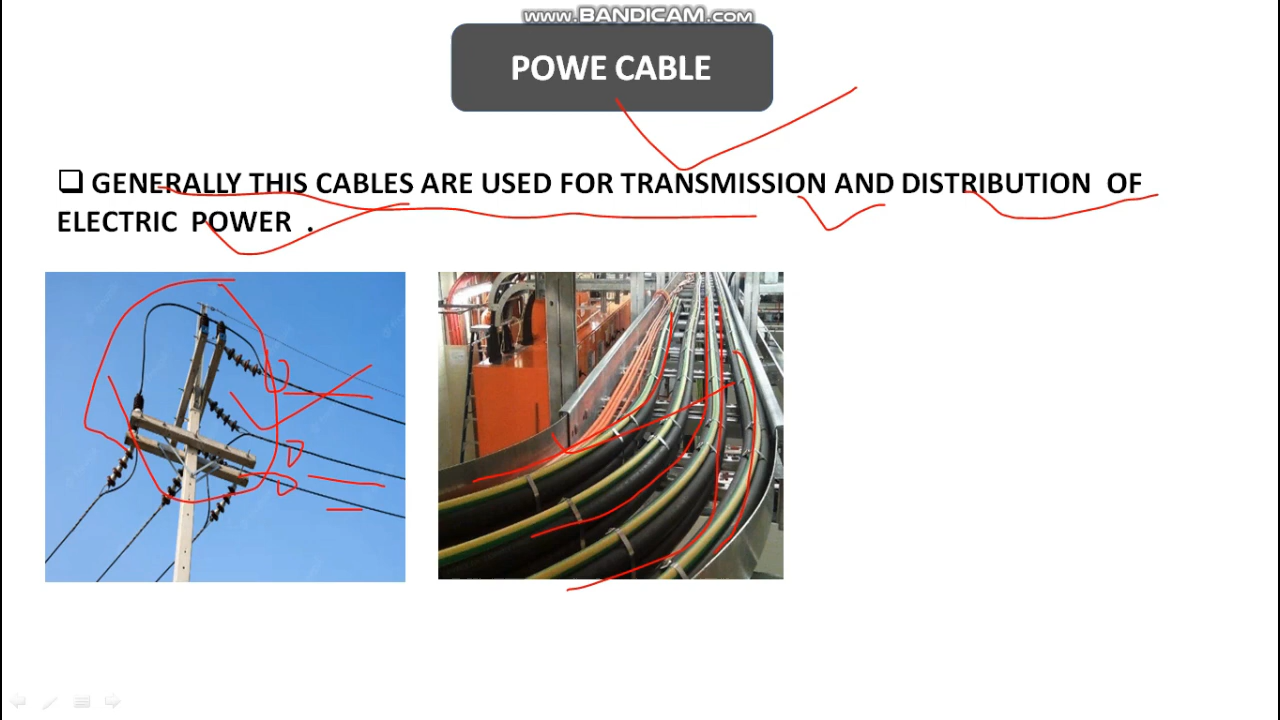 www.BANDICAM.com
POWE CABLE
GENERALLY THIS CABLES ARE USED FOR TRANSMISSION AND DISTRIBUTION OF
ELECTRIC POWER .